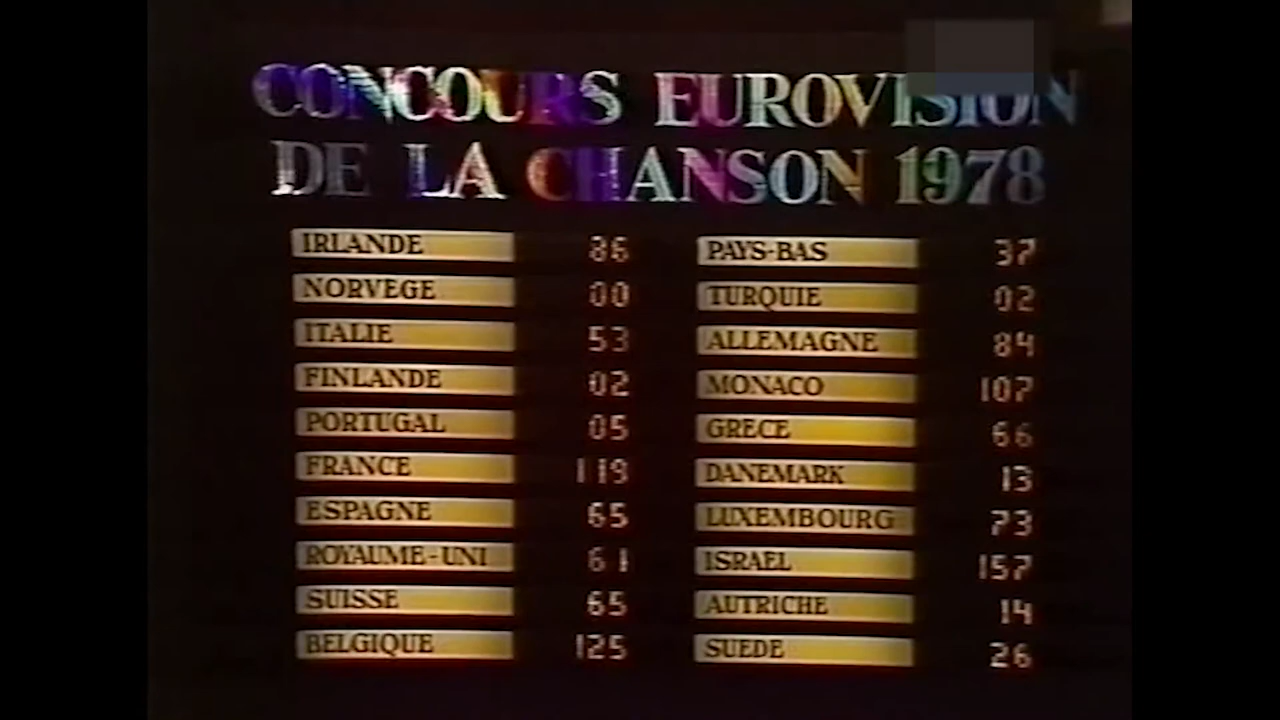 CONCOURS EUROVISION
DE LA CHANSON 1978
IRLANDE 86
NORVEGE 00
ITALIE 53
FINLANDE 02
PORTUGAL 05
FRANCE 119
ESPAGNE 65
ROYAUME-UNI 61
SUISSE 65
BELGIQUE 125
PAYS-BAS 37
TURQUIE 02
ALLEMAGNE 84
MONACO 107
GRECE 66
DANEMARK 13
LUXEMBOURG 73
ISRAEL 157
AUTRICHE 14
SUEDE 26